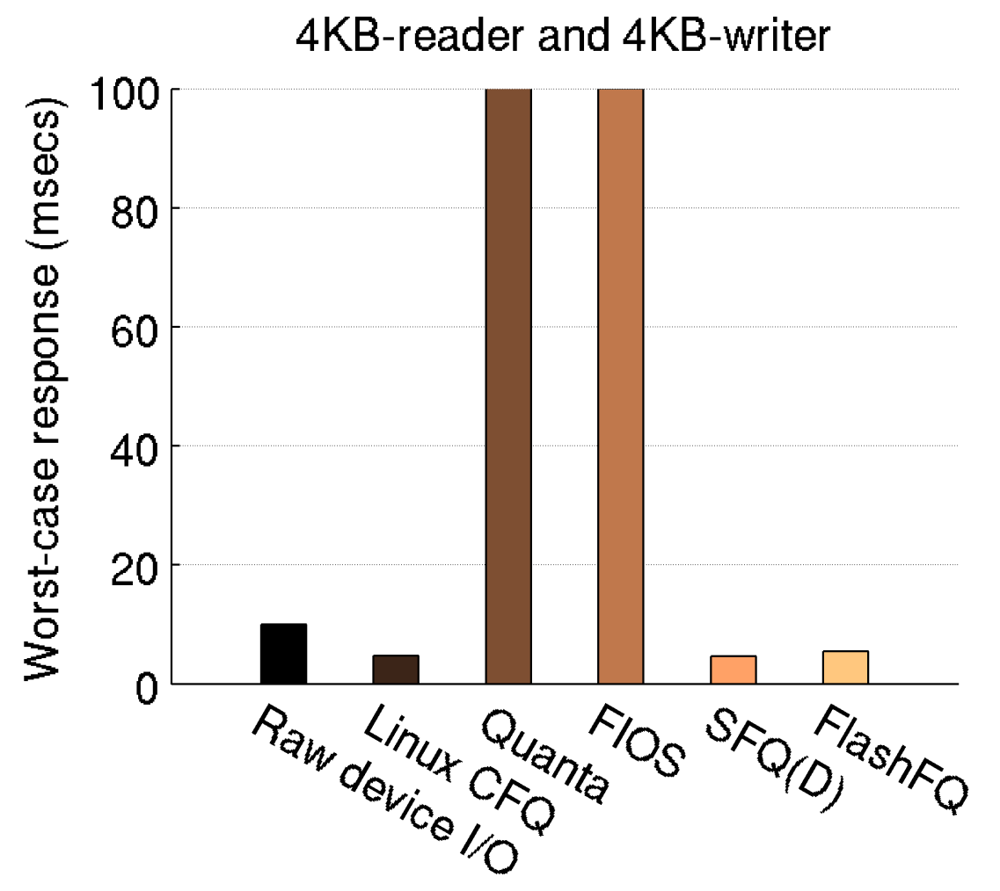 4KB-reader and 4KB-writer
Worst-case response (msecs)
100
80
60
40
20
0
Raw device I/O
Linux CFQ
Quanta
FIOS
SFQ(D)
FlashFQ